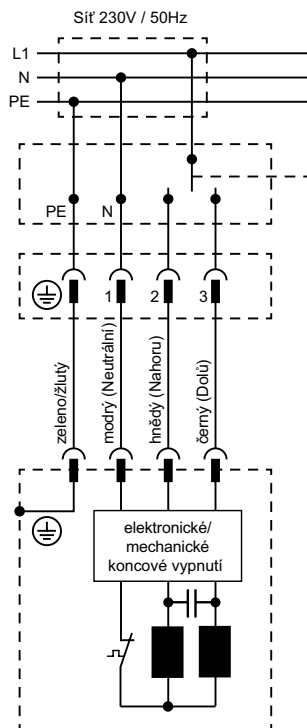 Síť 230V / 50Hz
L1
N
PE
PE
N
1
2
3
zeleno/žlutý
modrý (Neutrální)
hnědý (Nahoru)
černý (Dolů)
elektronické/
mechanické
koncové vypnutí